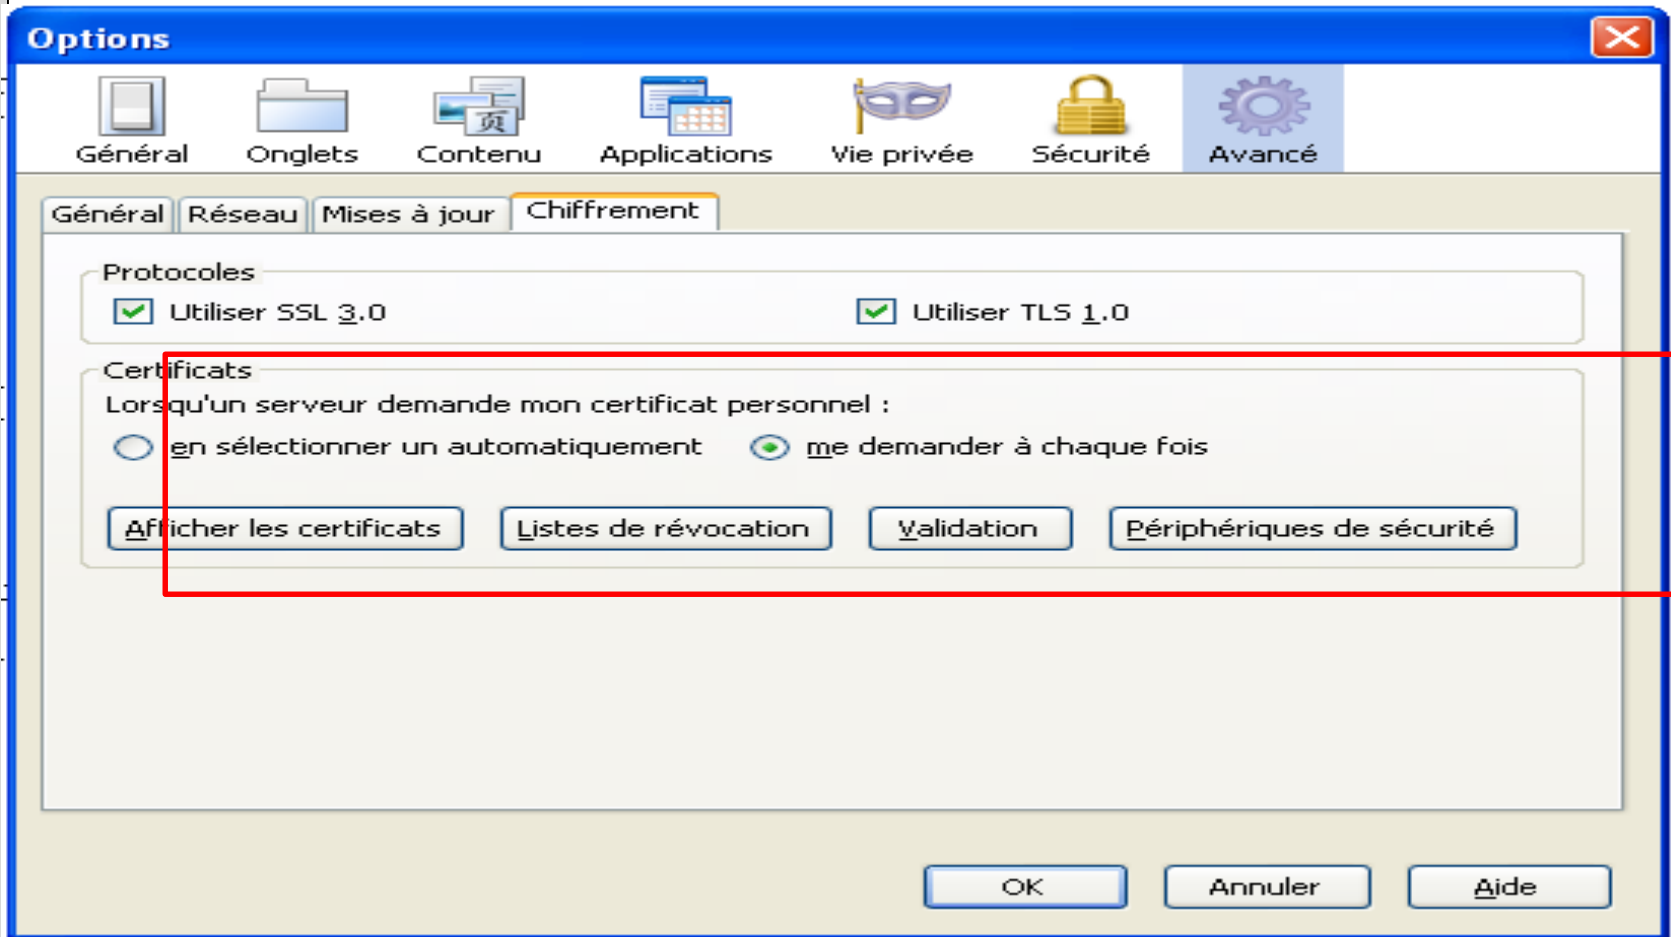 Options
Général Onglets Contenu Applications Vie privée Sécurité Avancé
Général Réseau Mises à jour Chiffrement
Protocoles
Utiliser SSL 3.0 Utiliser TLS 1.0
Certificats
Lorsqu'un serveur demande mon certificat personnel :
en sélectionner un automatiquement me demander à chaque fois
Afficher les certificats Listes de révocation Validation Périphériques de sécurité
OK Annuler Aide